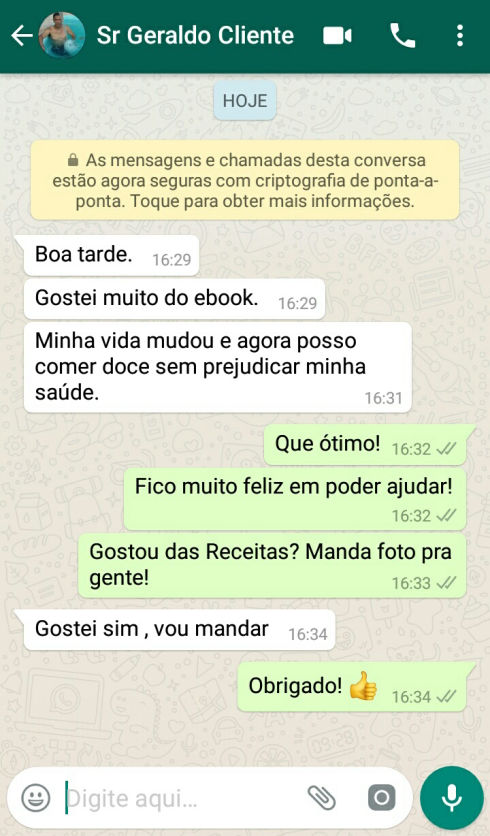 Sr Geraldo Cliente
HOJE
As mensagens e chamadas desta conversa
estão agora seguras com criptografia de ponta-a-
ponta. Toque para obter mais informações.
Boa tarde. 16:29
Gostei muito do ebook. 16:29
Minha vida mudou e agora posso
comer doce sem prejudicar minha
saúde. 16:31
Que ótimo! 16:32
Fico muito feliz em poder ajudar!
16:32
Gostou das Receitas? Manda foto pra
gente! 16:33
Gostei sim , vou mandar 16:34
Obrigado! 👍 16:34
Digite aqui...